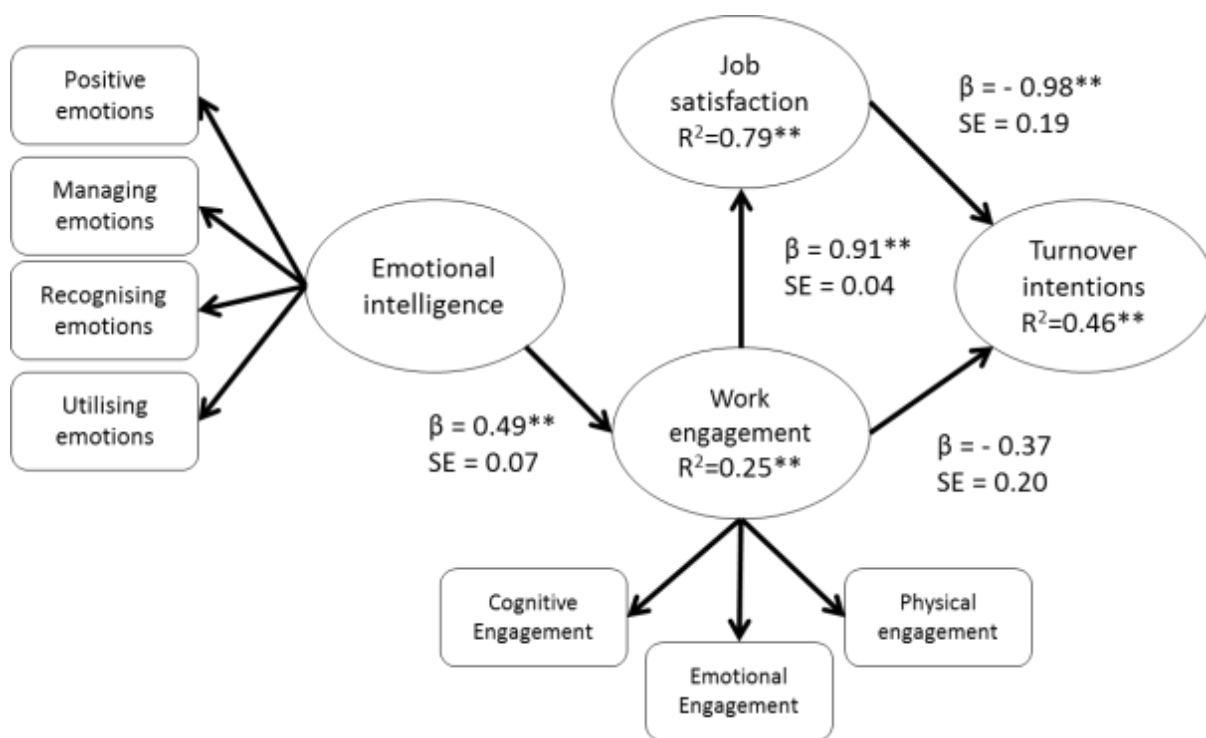 Positive
emotions
Managing
emotions
Recognising
emotions
Utilising
emotions
Emotional
intelligence
β = 0.49**
SE = 0.07
Job
satisfaction
R²=0.79**
β = - 0.98**
SE = 0.19
β = 0.91**
SE = 0.04
Turnover
intentions
R²=0.46**
Work
engagement
R²=0.25**
β = - 0.37
SE = 0.20
Cognitive
Engagement
Emotional
Engagement
Physical
engagement